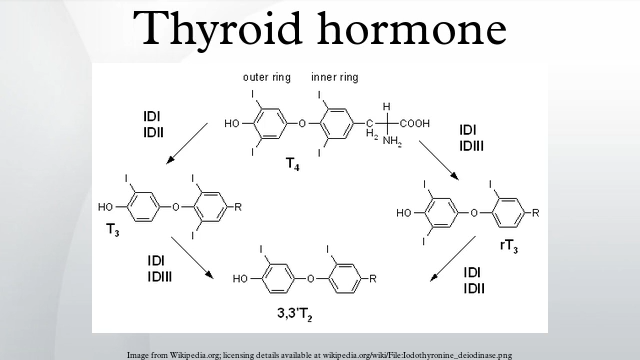 Thyroid hormone
outer ring inner ring
I I H
HO O C COOH
H2 NH2
I I
T4
IDI
IDII
IDI
IDIII
I I
HO O R
I
T3
I I
HO O R
I
rT3
IDI
IDIII
I I
HO O R
3,3'T2
IDI
IDII
Image from Wikipedia.org; licensing details available at wikipedia.org/wiki/File:Iodothyronine_deiodinase.png